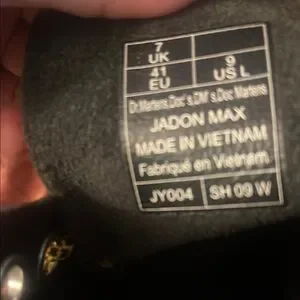 7
UK
41
EU
9
US L
Dr.Martens.Doc's.DM's.Doc Martens
JADON MAX
MADE IN VIETNAM
Fabriqué en Vietnam
JY004
SH 09 W